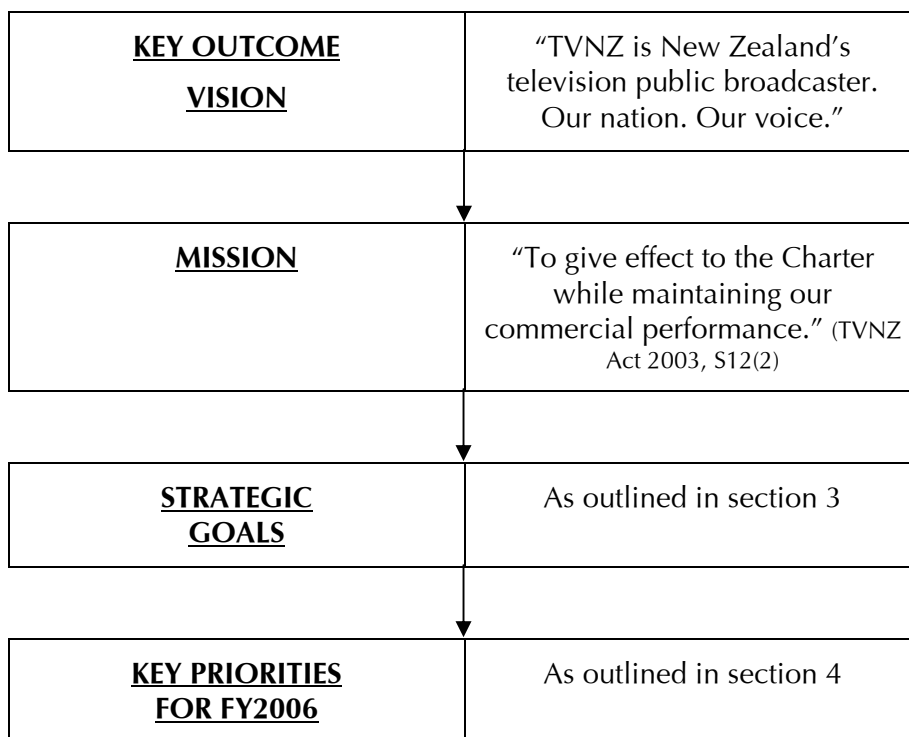 KEY OUTCOME
VISION
“TVNZ is New Zealand’s
television public broadcaster.
Our nation. Our voice.”
MISSION
“To give effect to the Charter
while maintaining our
commercial performance.” (TVNZ
Act 2003, S12(2)
STRATEGIC
GOALS
As outlined in section 3
KEY PRIORITIES
FOR FY2006
As outlined in section 4